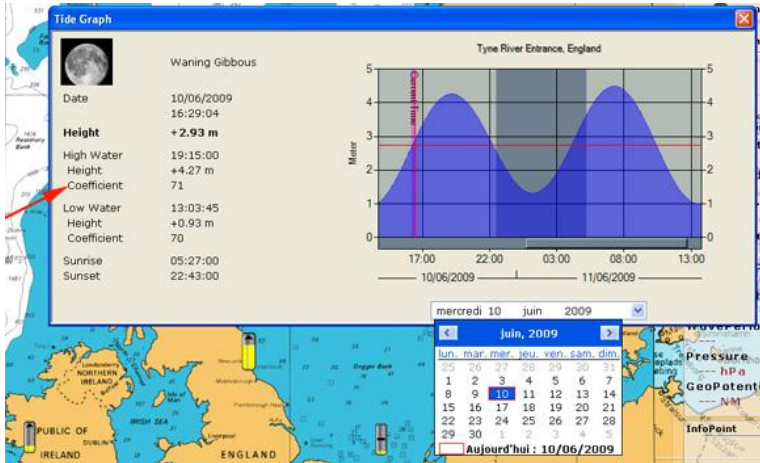 Tide Graph
Waning Gibbous
Date 10/06/2009
16:29:04
Height +2.93 m
High Water 19:15:00
Height +4.27 m
Coefficient 71
Low Water 13:03:45
Height +0.93 m
Coefficient 70
Sunrise 05:27:00
Sunset 22:43:00
Tyne River Entrance, England
Current Time
Meter
5 5
4 4
3 3
2 2
1 1
0 0
17:00 22:00 03:00 08:00 13:00
10/06/2009 11/06/2009
mercredi 10 juin 2009
juin, 2009
lun. mar. mer. jeu. ven. sam. dim.
25 26 27 28 29 30 31
1 2 3 4 5 6 7
8 9 10 11 12 13 14
15 16 17 18 19 20 21
22 23 24 25 26 27 28
29 30 1 2 3 4 5
Aujourd'hui : 10/06/2009
Pressure
hPa
GeoPotenti
NM
InfoPoint
Londonderry
NORTHERN
IRELAND
Isle of
Man
IRISH SEA
PUBLIC OF
DUBLIN
IRELAND
Liverpool
ENGLAND
Dogger Bank